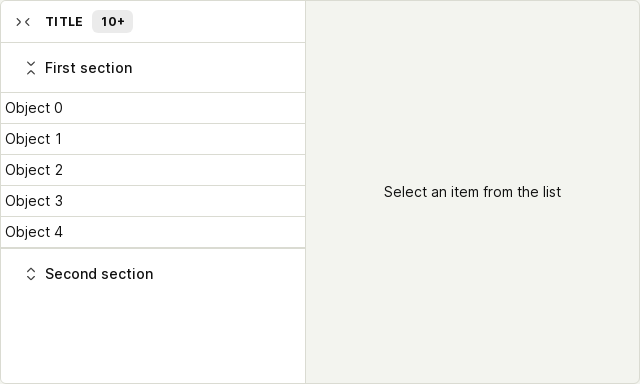 TITLE 10+
First section
Object 0
Object 1
Object 2
Object 3
Object 4
Second section
Select an item from the list